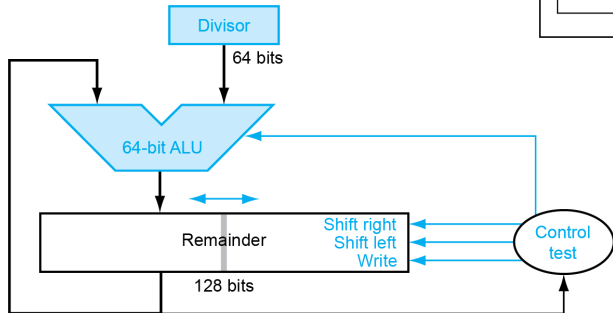 Divisor
64 bits
64-bit ALU
Remainder
Shift right
Shift left
Write
Control
test
128 bits